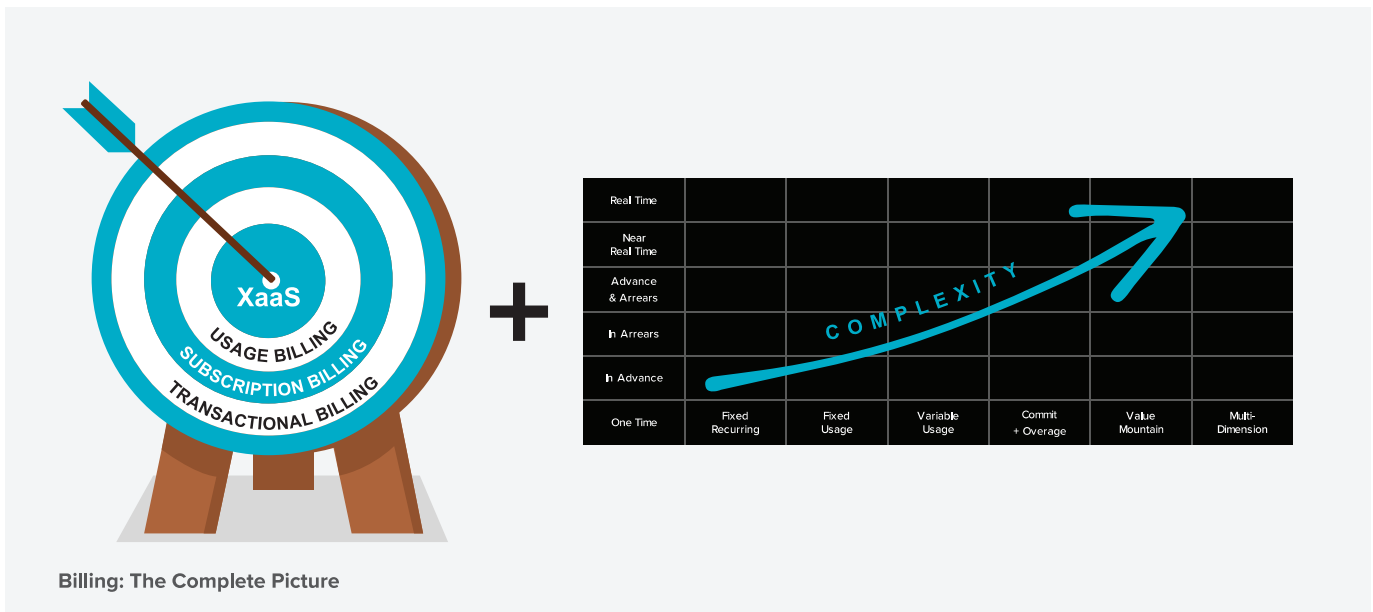 XaaS
USAGE BILLING
SUBSCRIPTION BILLING
TRANSACTIONAL BILLING
+
Real Time
Near
Real Time
Advance
& Arrears
In Arrears
In Advance
One Time
Fixed
Recurring
Fixed
Usage
Variable
Usage
Commit
+ Overage
Value
Mountain
Multi-
Dimension
COMPLEXITY
Billing: The Complete Picture